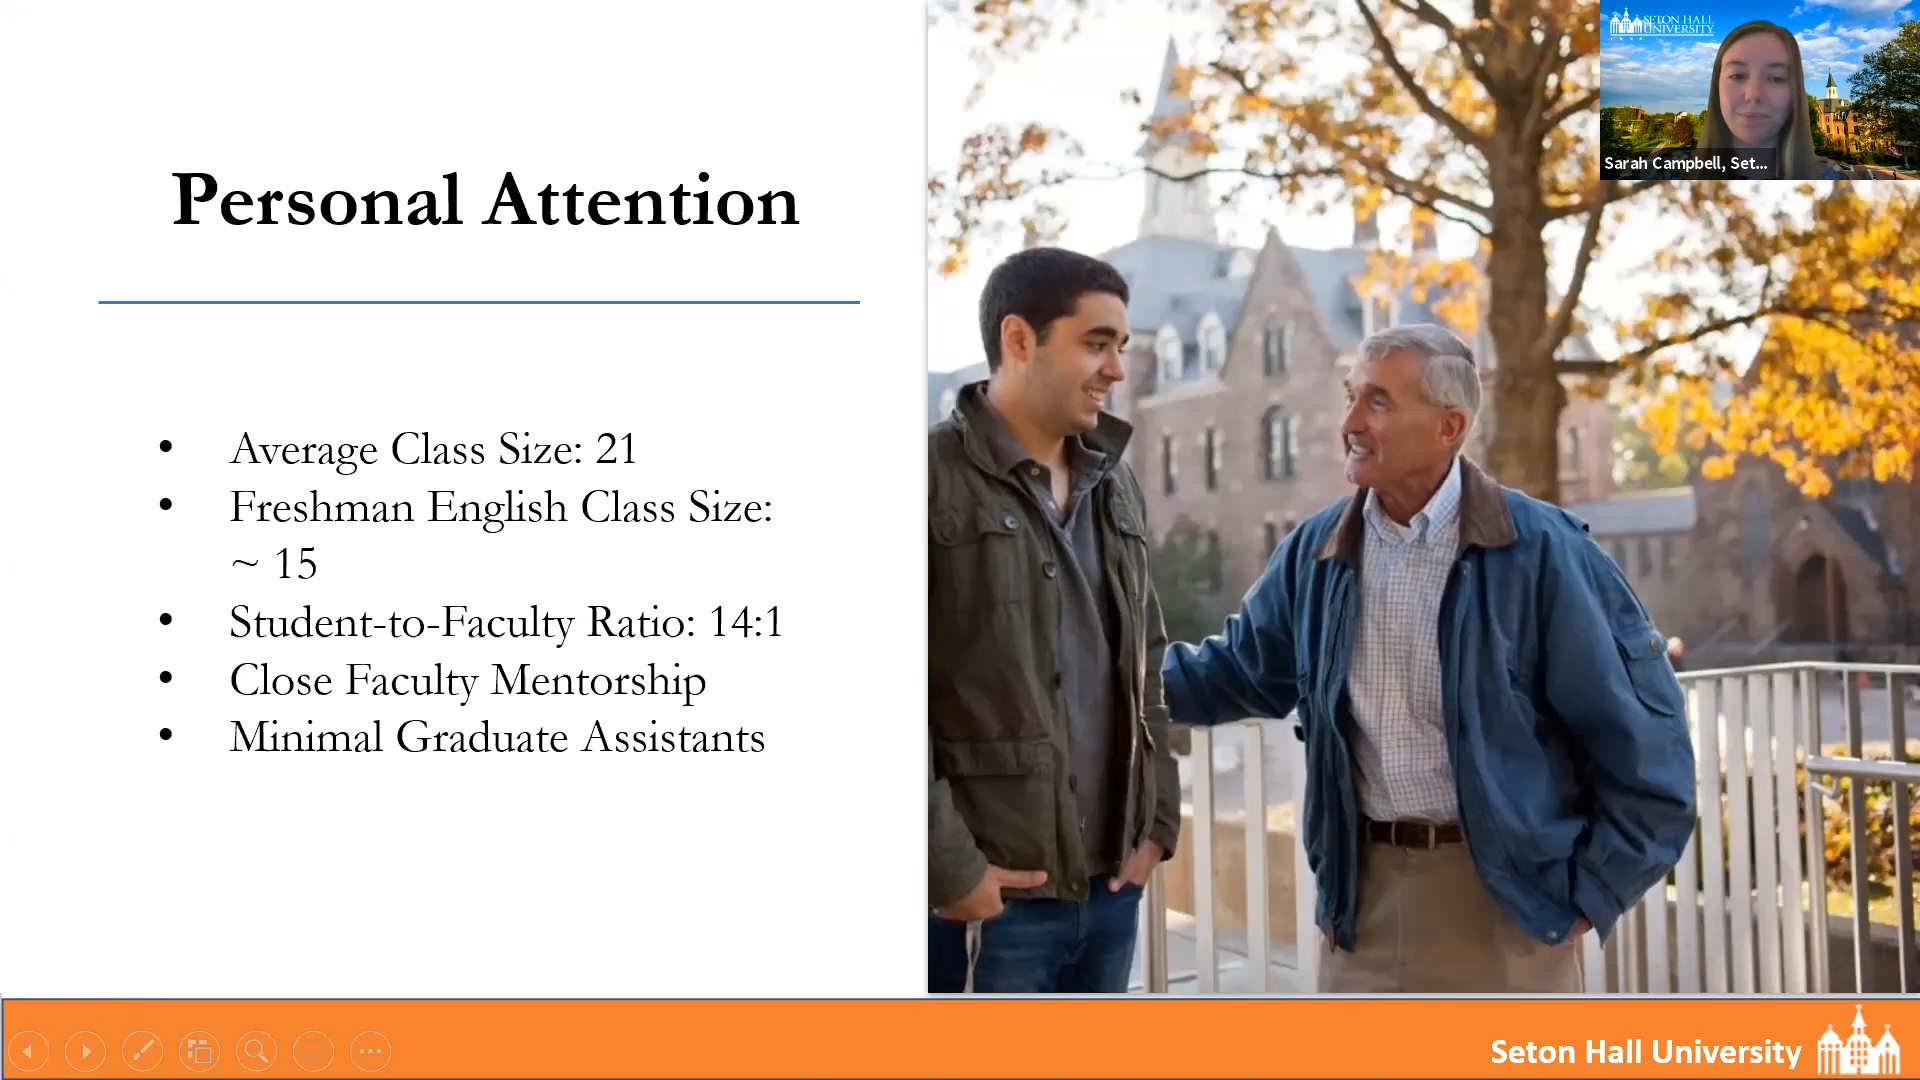 SETON HALL
UNIVERSITY
Sarah Campbell, Set...
Personal Attention
• Average Class Size: 21
• Freshman English Class Size:
~ 15
• Student-to-Faculty Ratio: 14:1
• Close Faculty Mentorship
• Minimal Graduate Assistants
Seton Hall University